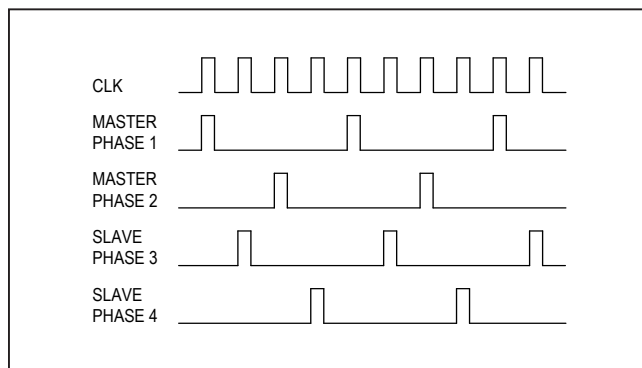 CLK
MASTER
PHASE 1
MASTER
PHASE 2
SLAVE
PHASE 3
SLAVE
PHASE 4